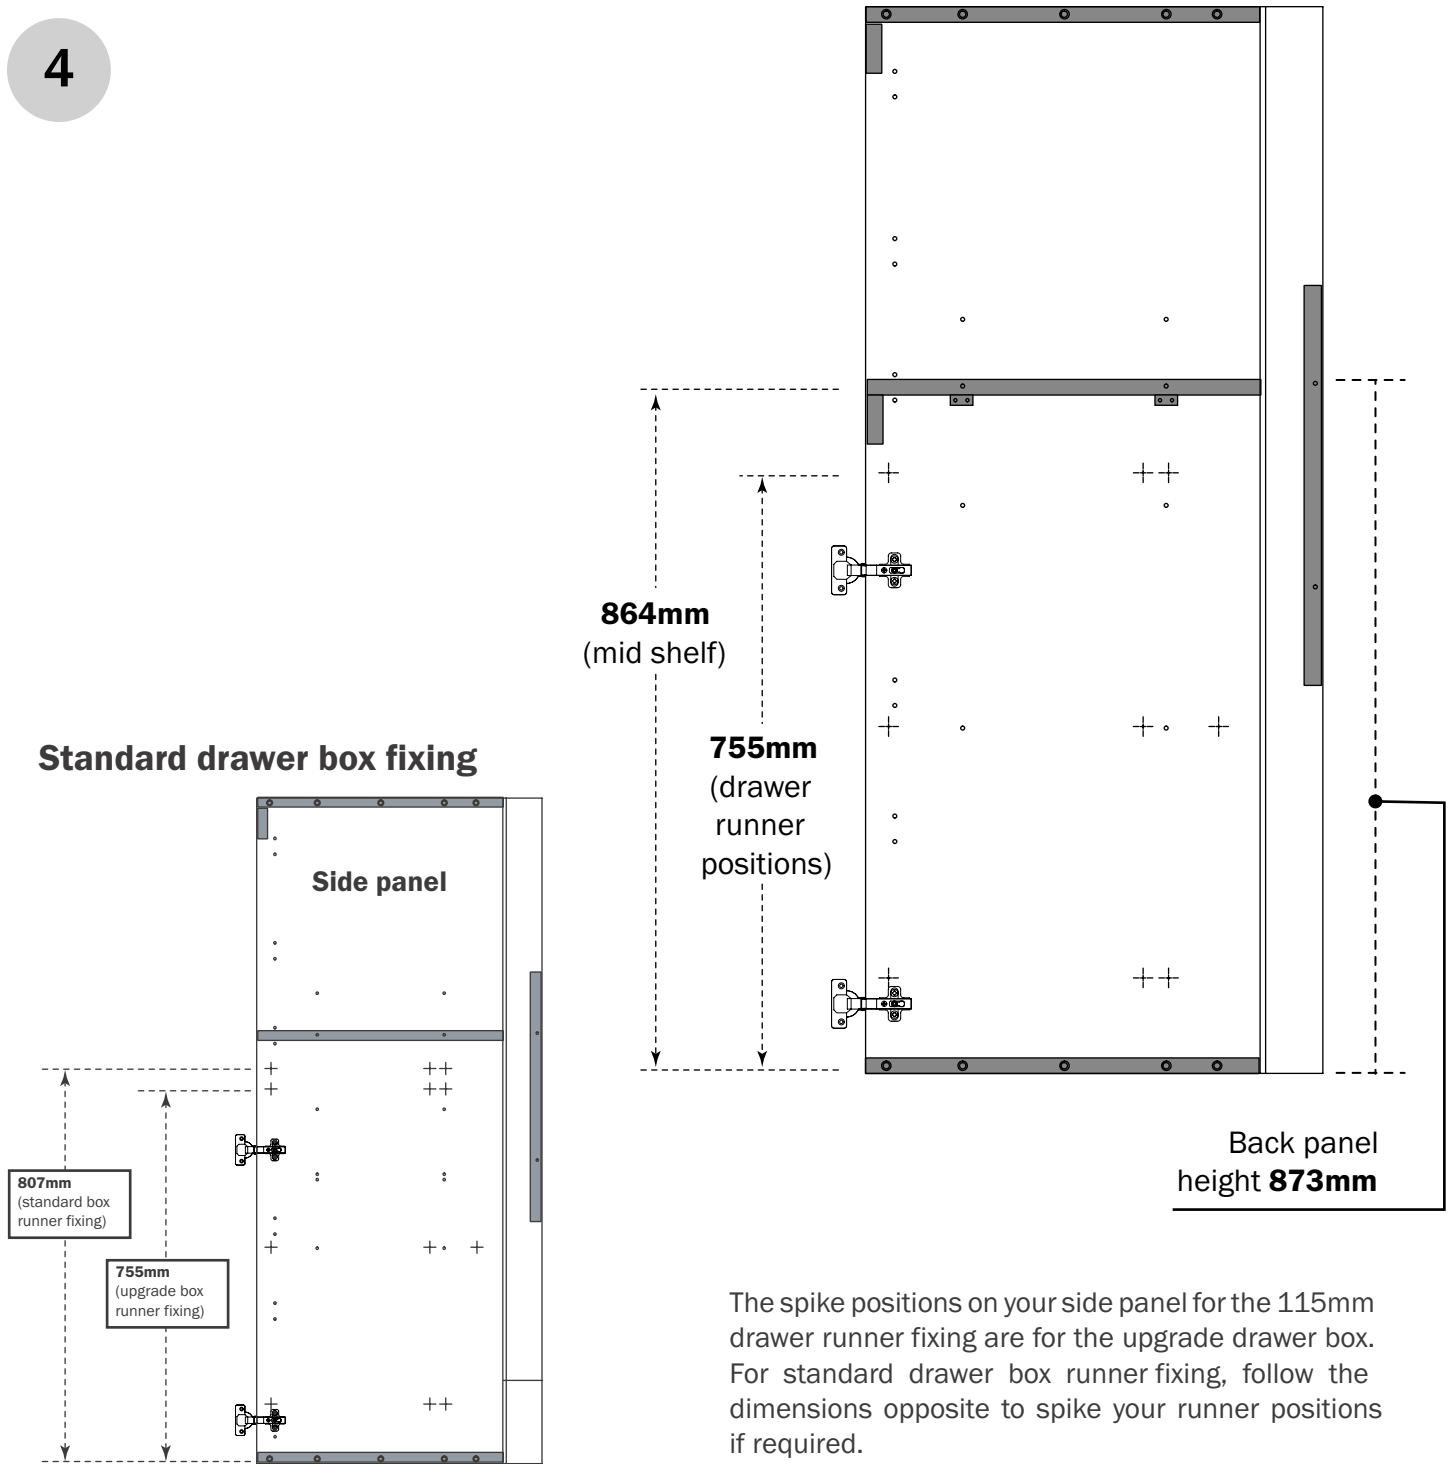 4
864mm
(mid shelf)
755mm
(drawer
runner
positions)
Standard drawer box fixing
Side panel
807mm
(standard box
runner fixing)
755mm
(upgrade box
runner fixing)
Back panel
height 873mm
The spike positions on your side panel for the 115mm
drawer runner fixing are for the upgrade drawer box.
For standard drawer box runner fixing, follow the
dimensions opposite to spike your runner positions
if required.